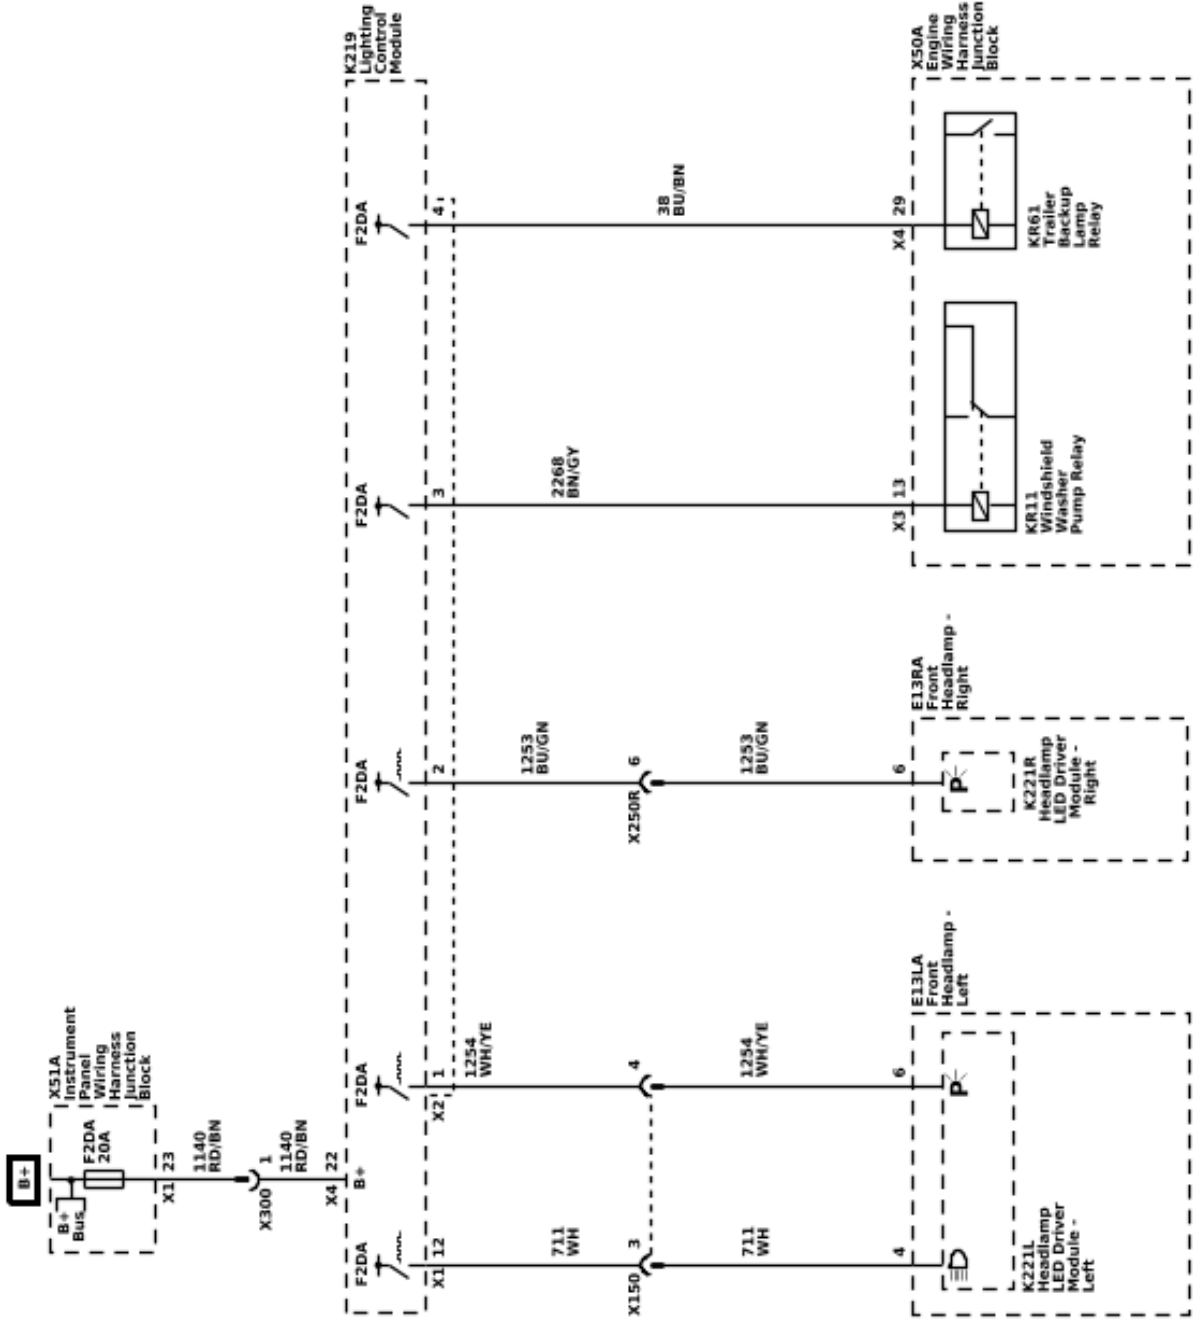 B+
X51A
Instrument
Panel
Wiring
Harness
Junction
Block
B+
Bus
F2DA
20A
X1 23
1140
RD/BN
X300 1
1140
RD/BN
X4 22
B+
K219
Lighting
Control
Module
F2DA
X1 12
711
WH
X150 3
711
WH
4
K221L
Headlamp
LED Driver
Module -
Left
F2DA
X2 1
1254
WH/YE
4
1254
WH/YE
6
P
E13LA
Front
Headlamp -
Left
F2DA
2
1253
BU/GN
X250R 6
1253
BU/GN
6
P
E13RA
Front
Headlamp -
Right
K221R
Headlamp
LED Driver
Module -
Right
F2DA
3
2268
BN/GY
X3 13
KR11
Windshield
Washer
Pump Relay
F2DA
4
38
BU/BN
X4 29
KR61
Trailer
Backup
Lamp
Relay
X50A
Engine
Wiring
Harness
Junction
Block